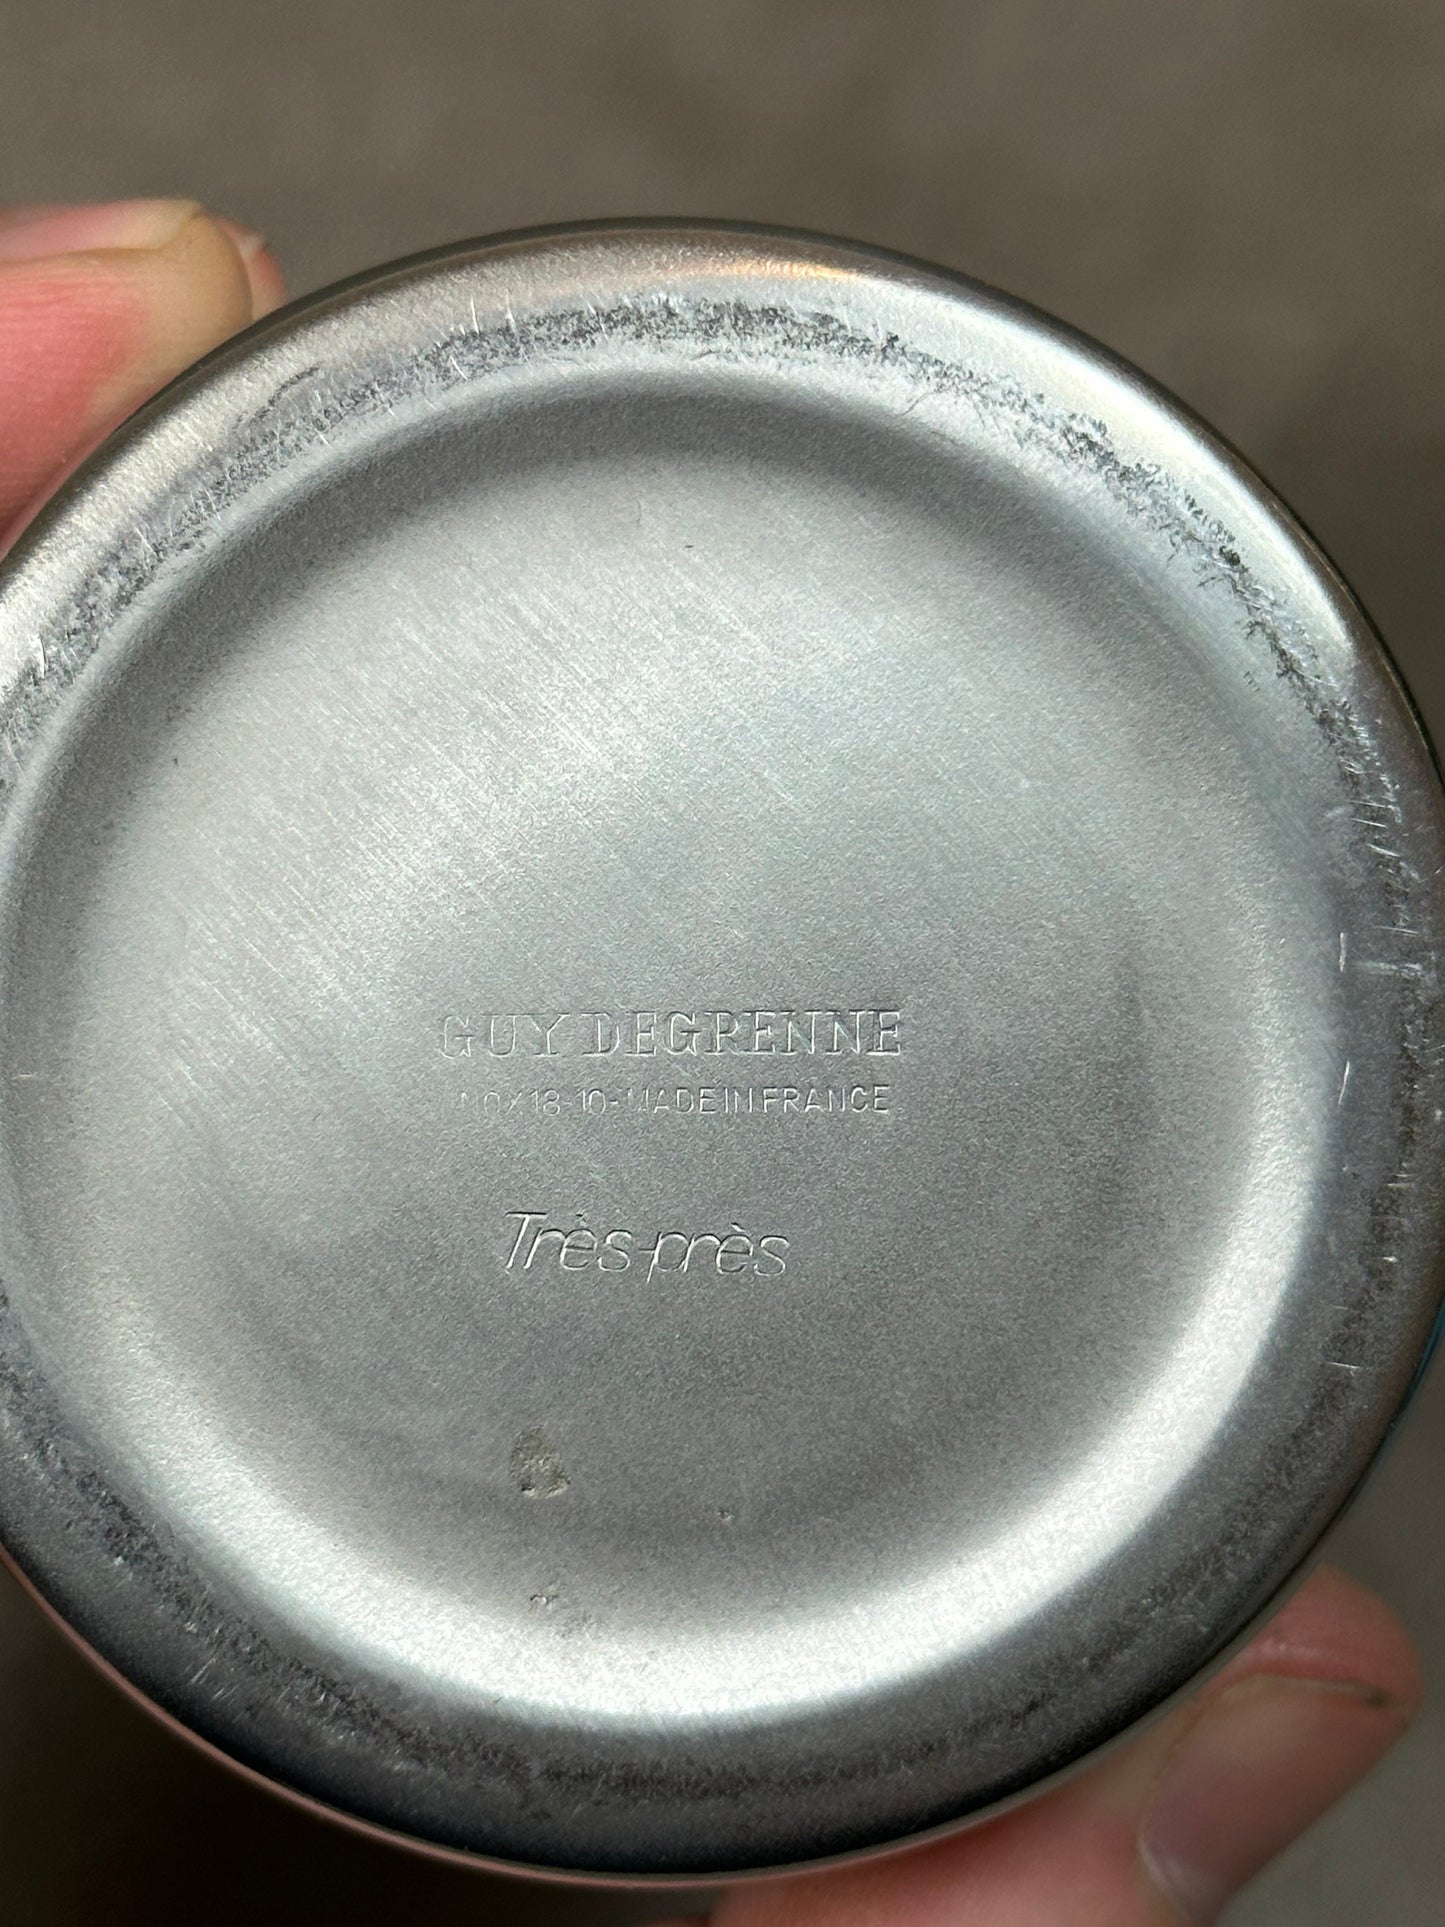 GUY DEGRENNE
INOX 18-10-MADE IN FRANCE
Très-près